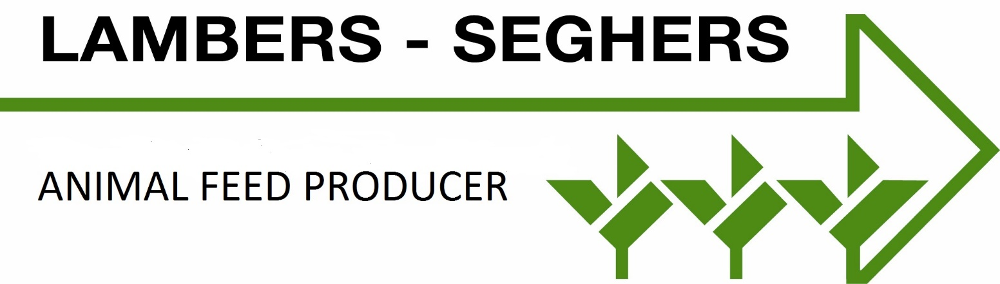 LAMBERS - SEGHERS
ANIMAL FEED PRODUCER